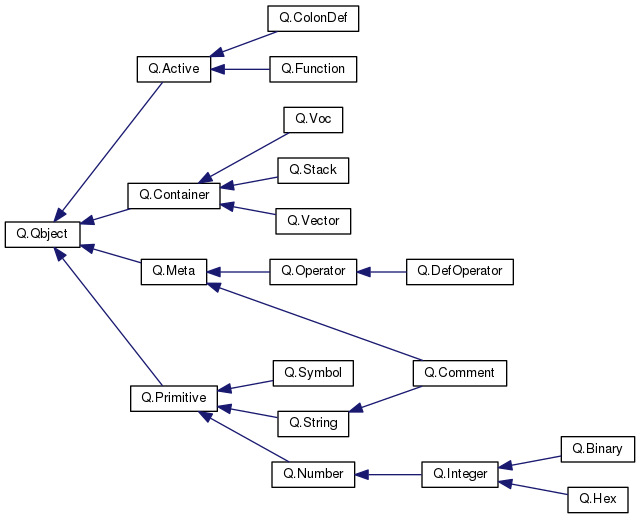 Q.ColonDef
Q.Active
Q.Function
Q.Voc
Q.Stack
Q.Container
Q.Vector
Q.Qbject
Q.Meta
Q.Operator
Q.DefOperator
Q.Symbol
Q.Comment
Q.Primitive
Q.String
Q.Binary
Q.Number
Q.Integer
Q.Hex